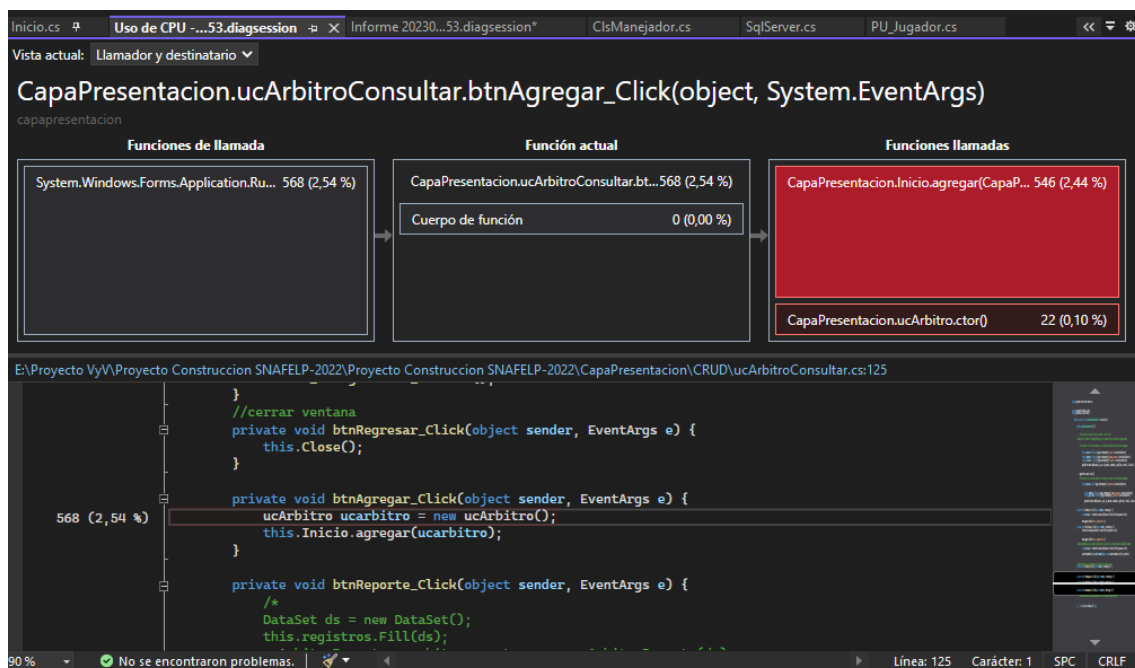 Inicio.cs
Uso de CPU -...53.diagsession
Informe 20230...53.diagsession*
ClsManejador.cs
SqlServer.cs
PU_Jugador.cs
Vista actual: Llamador y destinatario
CapaPresentacion.ucArbitroConsultar.btnAgregar_Click(object, System.EventArgs)
capapresentacion
Funciones de llamada
Función actual
Funciones llamadas
System.Windows.Forms.Application.Ru... 568 (2,54 %)
CapaPresentacion.ucArbitroConsultar.bt...568 (2,54 %)
CapaPresentacion.Inicio.agregar(CapaP... 546 (2,44 %)
Cuerpo de función 0 (0,00 %)
CapaPresentacion.ucArbitro.ctor() 22 (0,10 %)
E:\Proyecto VyV\Proyecto Construccion SNAFELP-2022\Proyecto Construccion SNAFELP-2022\CapaPresentacion\CRUD\ucArbitroConsultar.cs:125
}
//cerrar ventana
private void btnRegresar_Click(object sender, EventArgs e) {
this.Close();
}
private void btnAgregar_Click(object sender, EventArgs e) {
568 (2,54 %) ucArbitro ucarbitro = new ucArbitro();
this.Inicio.agregar(ucarbitro);
}
private void btnReporte_Click(object sender, EventArgs e) {
/*
DataSet ds = new DataSet();
this.registros.Fill(ds);
90 % No se encontraron problemas. Línea: 125 Carácter: 1 SPC CRLF